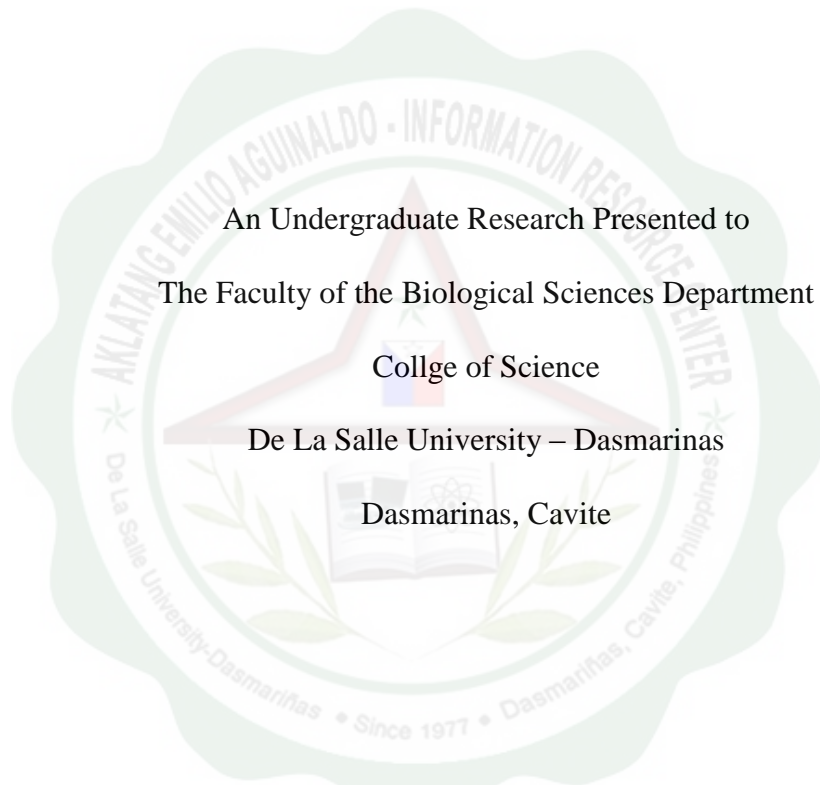 AKLATANG EMILIO AGUINALDO - INFORMATION RESOURCE CENTER
An Undergraduate Research Presented to
The Faculty of the Biological Sciences Department
Collge of Science
De La Salle University – Dasmarinas
Dasmarinas, Cavite
De La Salle University-Dasmariñas • Since 1977 • Dasmariñas, Cavite, Philippines